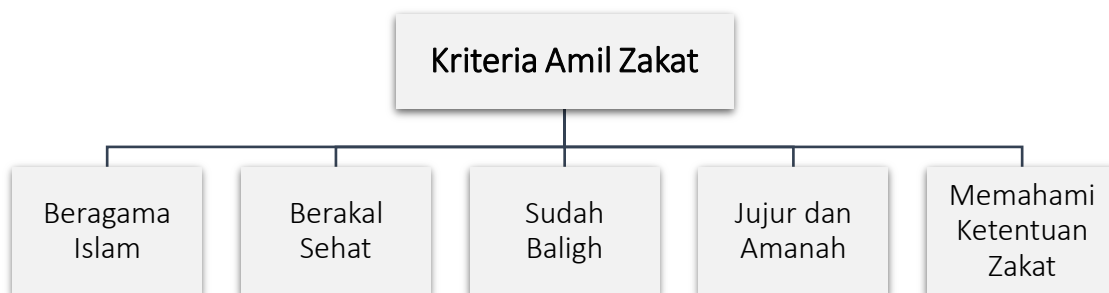 Kriteria Amil Zakat
Beragama
Islam
Berakal
Sehat
Sudah
Baligh
Jujur dan
Amanah
Memahami
Ketentuan
Zakat